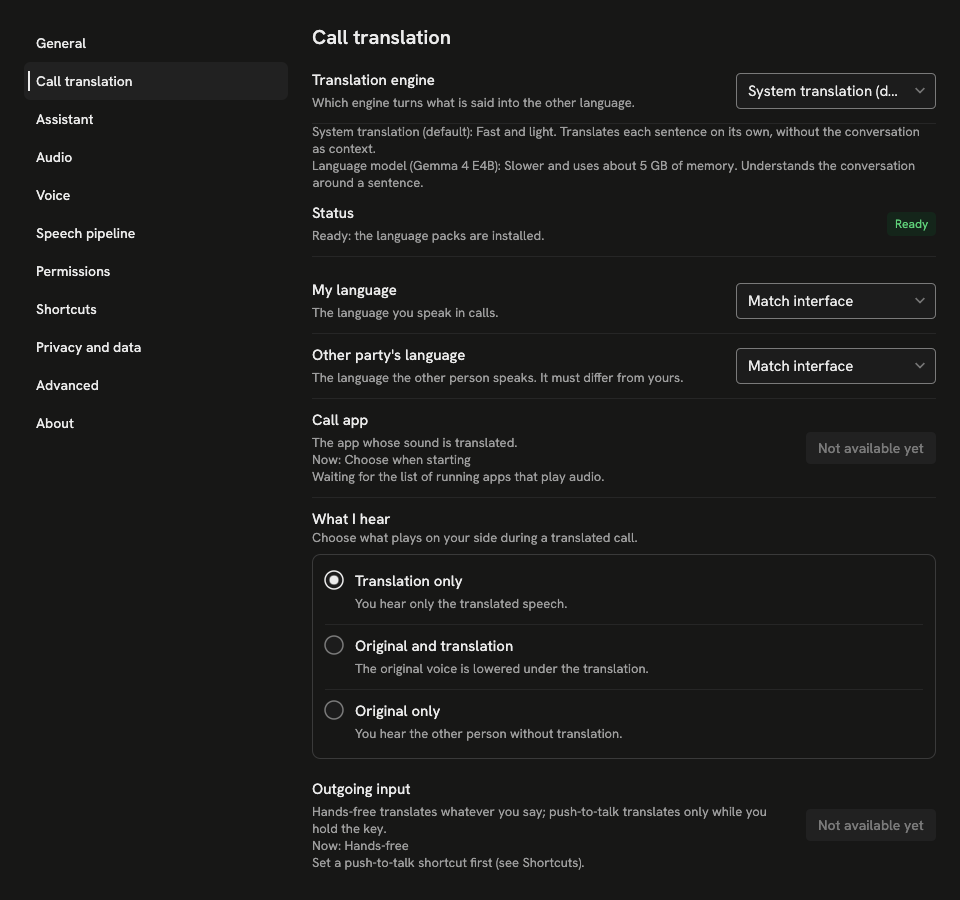 General
Call translation
Assistant
Audio
Voice
Speech pipeline
Permissions
Shortcuts
Privacy and data
Advanced
About
Call translation
Translation engine
Which engine turns what is said into the other language.
System translation (d...
System translation (default): Fast and light. Translates each sentence on its own, without the conversation
as context.
Language model (Gemma 4 E4B): Slower and uses about 5 GB of memory. Understands the conversation
around a sentence.
Status
Ready: the language packs are installed.
Ready
My language
The language you speak in calls.
Match interface
Other party's language
The language the other person speaks. It must differ from yours.
Match interface
Call app
The app whose sound is translated.
Now: Choose when starting
Waiting for the list of running apps that play audio.
Not available yet
What I hear
Choose what plays on your side during a translated call.
Translation only
You hear only the translated speech.
Original and translation
The original voice is lowered under the translation.
Original only
You hear the other person without translation.
Outgoing input
Hands-free translates whatever you say; push-to-talk translates only while you
hold the key.
Now: Hands-free
Set a push-to-talk shortcut first (see Shortcuts).
Not available yet